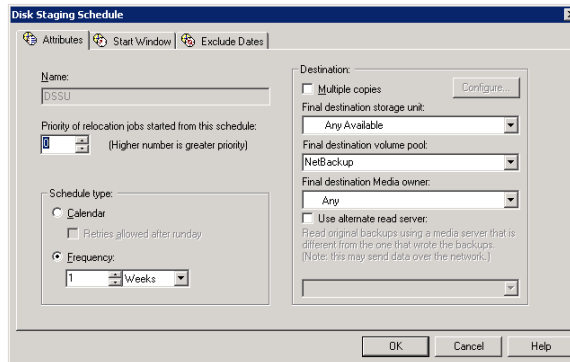 Disk Staging Schedule
Attributes
Start Window
Exclude Dates
Name:
DSSU
Priority of relocation jobs started from this schedule:
0
(Higher number is greater priority)
Schedule type:
Calendar
Retries allowed after runday
Frequency:
1
Weeks
Destination:
Multiple copies
Configure...
Final destination storage unit:
Any Available
Final destination volume pool:
NetBackup
Final destination Media owner:
Any
Use alternate read server:
Read original backups using a media server that is
different from the one that wrote the backups.
(Note: this may send data over the network.)
OK
Cancel
Help